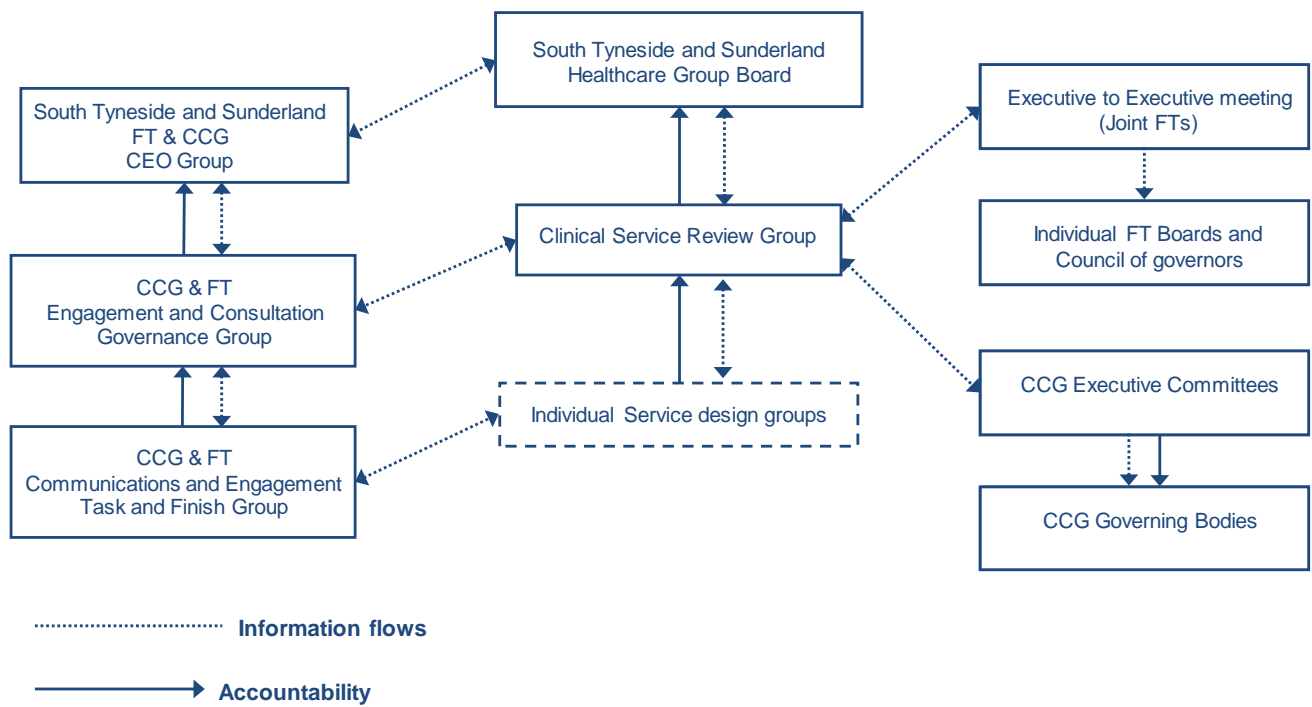 South Tyneside and Sunderland
Healthcare Group Board
South Tyneside and Sunderland
FT & CCG
CEO Group
Executive to Executive meeting
(Joint FTs)
Clinical Service Review Group
Individual FT Boards and
Council of governors
CCG & FT
Engagement and Consultation
Governance Group
CCG Executive Committees
Individual Service design groups
CCG & FT
Communications and Engagement
Task and Finish Group
CCG Governing Bodies
Information flows
Accountability